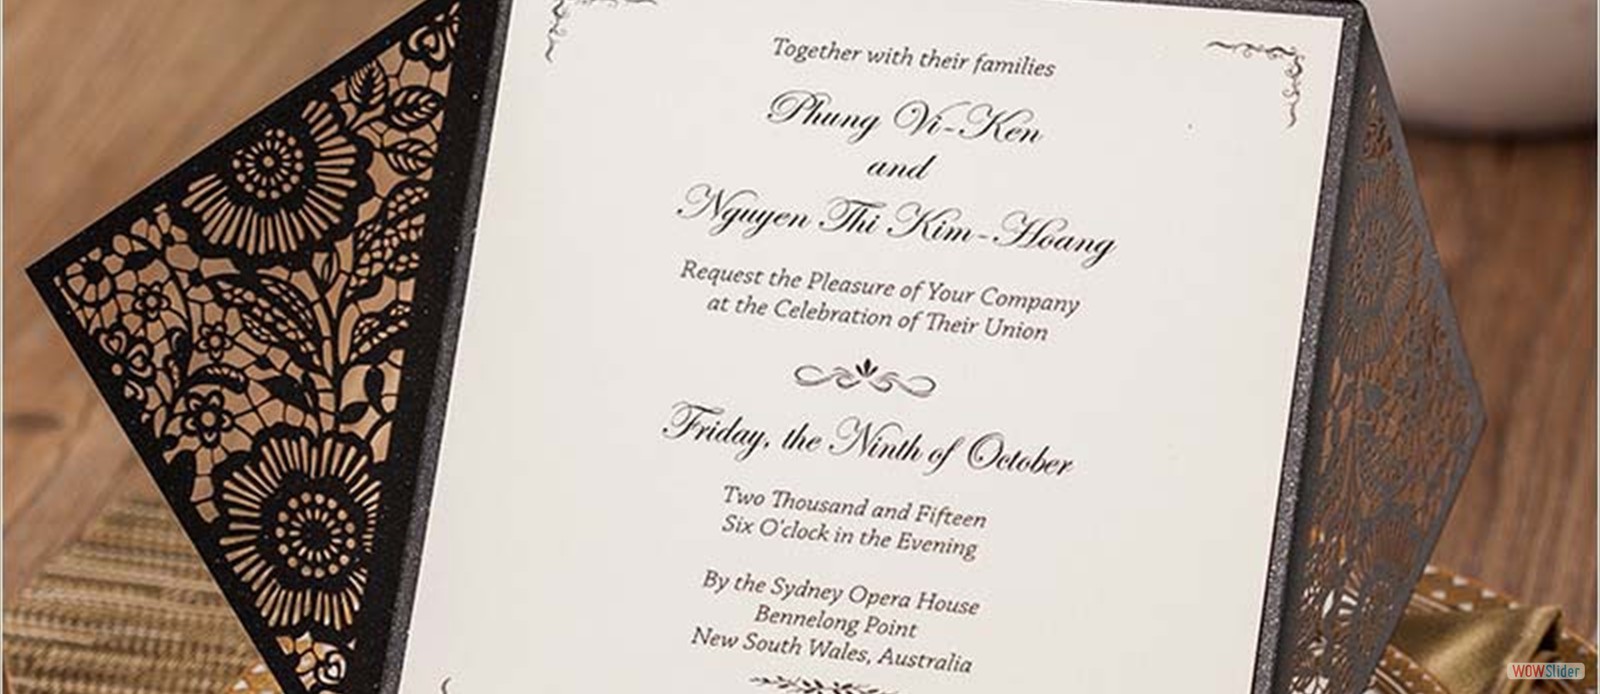 Together with their families
Phung Vi-Ken
and
Nguyen Thi Kim-Hoang
Request the Pleasure of Your Company
at the Celebration of Their Union
Friday, the Ninth of October
Two Thousand and Fifteen
Six O'clock in the Evening
By the Sydney Opera House
Bennelong Point
New South Wales, Australia
WOWSlider